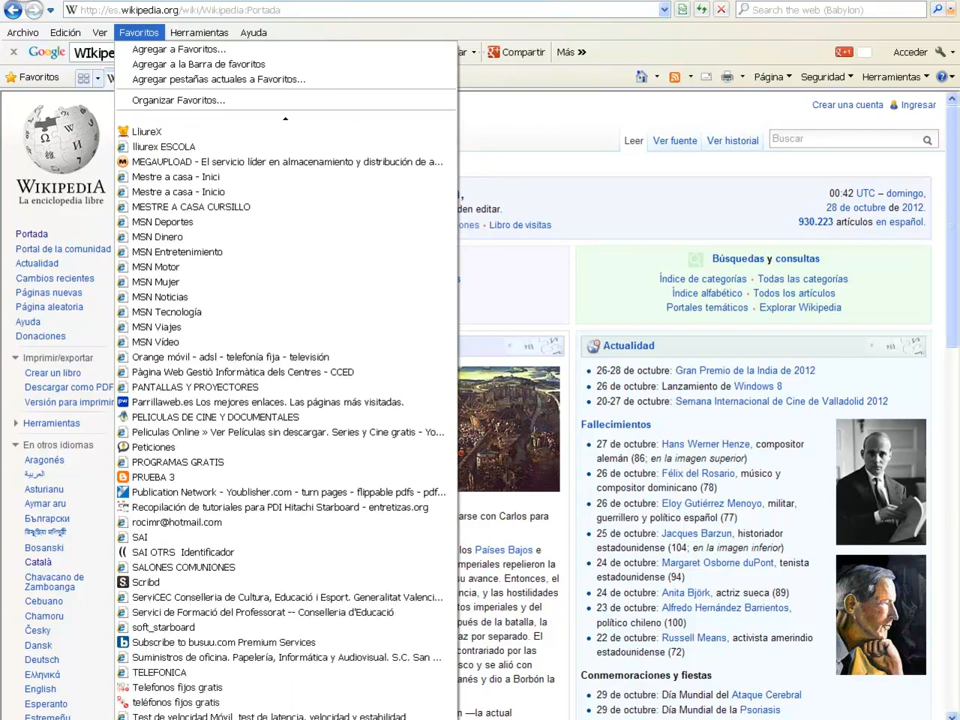 http://es.wikipedia.org/wiki/Wikipedia:Portada
Search the web (Babylon)
Archivo Edición Ver Favoritos Herramientas Ayuda
Google
Compartir Más »
Acceder
Favoritos
Página Seguridad Herramientas
Agregar a Favoritos...
Agregar a la Barra de favoritos
Agregar pestañas actuales a Favoritos...
Organizar Favoritos...
LliureX
lliurex ESCOLA
MEGAUPLOAD - El servicio líder en almacenamiento y distribución de a...
Mestre a casa - Inici
Mestre a casa - Inicio
MESTRE A CASA CURSILLO
MSN Deportes
MSN Dinero
MSN Entretenimiento
MSN Motor
MSN Mujer
MSN Noticias
MSN Tecnología
MSN Viajes
MSN Vídeo
Orange móvil - adsl - telefonía fija - televisión
Página Web Gestió Informàtica dels Centres - CCED
PANTALLAS Y PROYECTORES
Parrillaweb.es Los mejores enlaces. Las páginas más visitadas.
PELICULAS DE CINE Y DOCUMENTALES
Peliculas Online » Ver Películas sin descargar. Series y Cine gratis - Yo...
Peticiones
PROGRAMAS GRATIS
PRUEBA 3
Publication Network - Youblisher.com - turn pages - flippable pdfs - pdf...
Recopilación de tutoriales para PDI Hitachi Starboard - entretizas.org
rocimr@hotmail.com
SAI
SAI OTRS Identificador
SALONES COMUNIONES
Scribd
ServiCEC Conselleria de Cultura, Educació i Esport. Generalitat Valenci...
Servici de Formació del Professorat -- Conselleria d'Educació
soft_starboard
Subscribe to busuu.com Premium Services
Suministros de oficina. Papelería, Informática y Audiovisual. S.C. San ...
TELEFONICA
Telefonos fijos gratis
teléfonos fijos gratis
Test de velocidad Móvil, test de latencia, velocidad y estabilidad
WIKIPEDIA
La enciclopedia libre
Portada
Portal de la comunidad
Actualidad
Cambios recientes
Páginas nuevas
Página aleatoria
Ayuda
Donaciones
Imprimir/exportar
Crear un libro
Descargar como PDF
Versión para imprimir
Herramientas
En otros idiomas
Aragonés
العربية
Asturianu
Aymar aru
Български
Bosanski
Català
Chavacano de
Zamboanga
Cebuano
Chamoru
Česky
Dansk
Deutsch
Ελληνικά
English
Esperanto
Estremeñu
Crear una cuenta Ingresar
Leer Ver fuente Ver historial
Buscar
den editar.
Libro de visitas
00:42 UTC – domingo,
28 de octubre de 2012.
930.223 artículos en español.
Búsquedas y consultas
Índice de categorías • Todas las categorías
Índice alfabético • Todos los artículos
Portales temáticos • Explorar Wikipedia
Actualidad
26-28 de octubre: Gran Premio de la India de 2012
26 de octubre: Lanzamiento de Windows 8
20-27 de octubre: Semana Internacional de Cine de Valladolid 2012
Fallecimientos
27 de octubre: Hans Werner Henze, compositor
alemán (86; en la imagen superior)
26 de octubre: Félix del Rosario, músico y
compositor dominicano (78)
26 de octubre: Eloy Gutiérrez Menoyo, militar,
guerrillero y político español (77)
25 de octubre: Jacques Barzun, historiador
estadounidense (104; en la imagen inferior)
24 de octubre: Margaret Osborne duPont, tenista
estadounidense (94)
24 de octubre: Anita Björk, actriz sueca (89)
23 de octubre: Alfredo Hernández Barrientos,
político chileno (100)
22 de octubre: Russell Means, activista amerindio
estadounidense (72)
Conmemoraciones y fiestas
29 de octubre: Día Mundial del Ataque Cerebral
29 de octubre: Día Mundial de la Psoriasis
arse con Carlos para
los Países Bajos e
mperiales repelieron la
su avance. Entonces, el
, y las hostilidades
tos imperiales y del
pués de la batalla, la
az por separado. El
sco y se alió con
rió y dio a Borbón la
—la actual